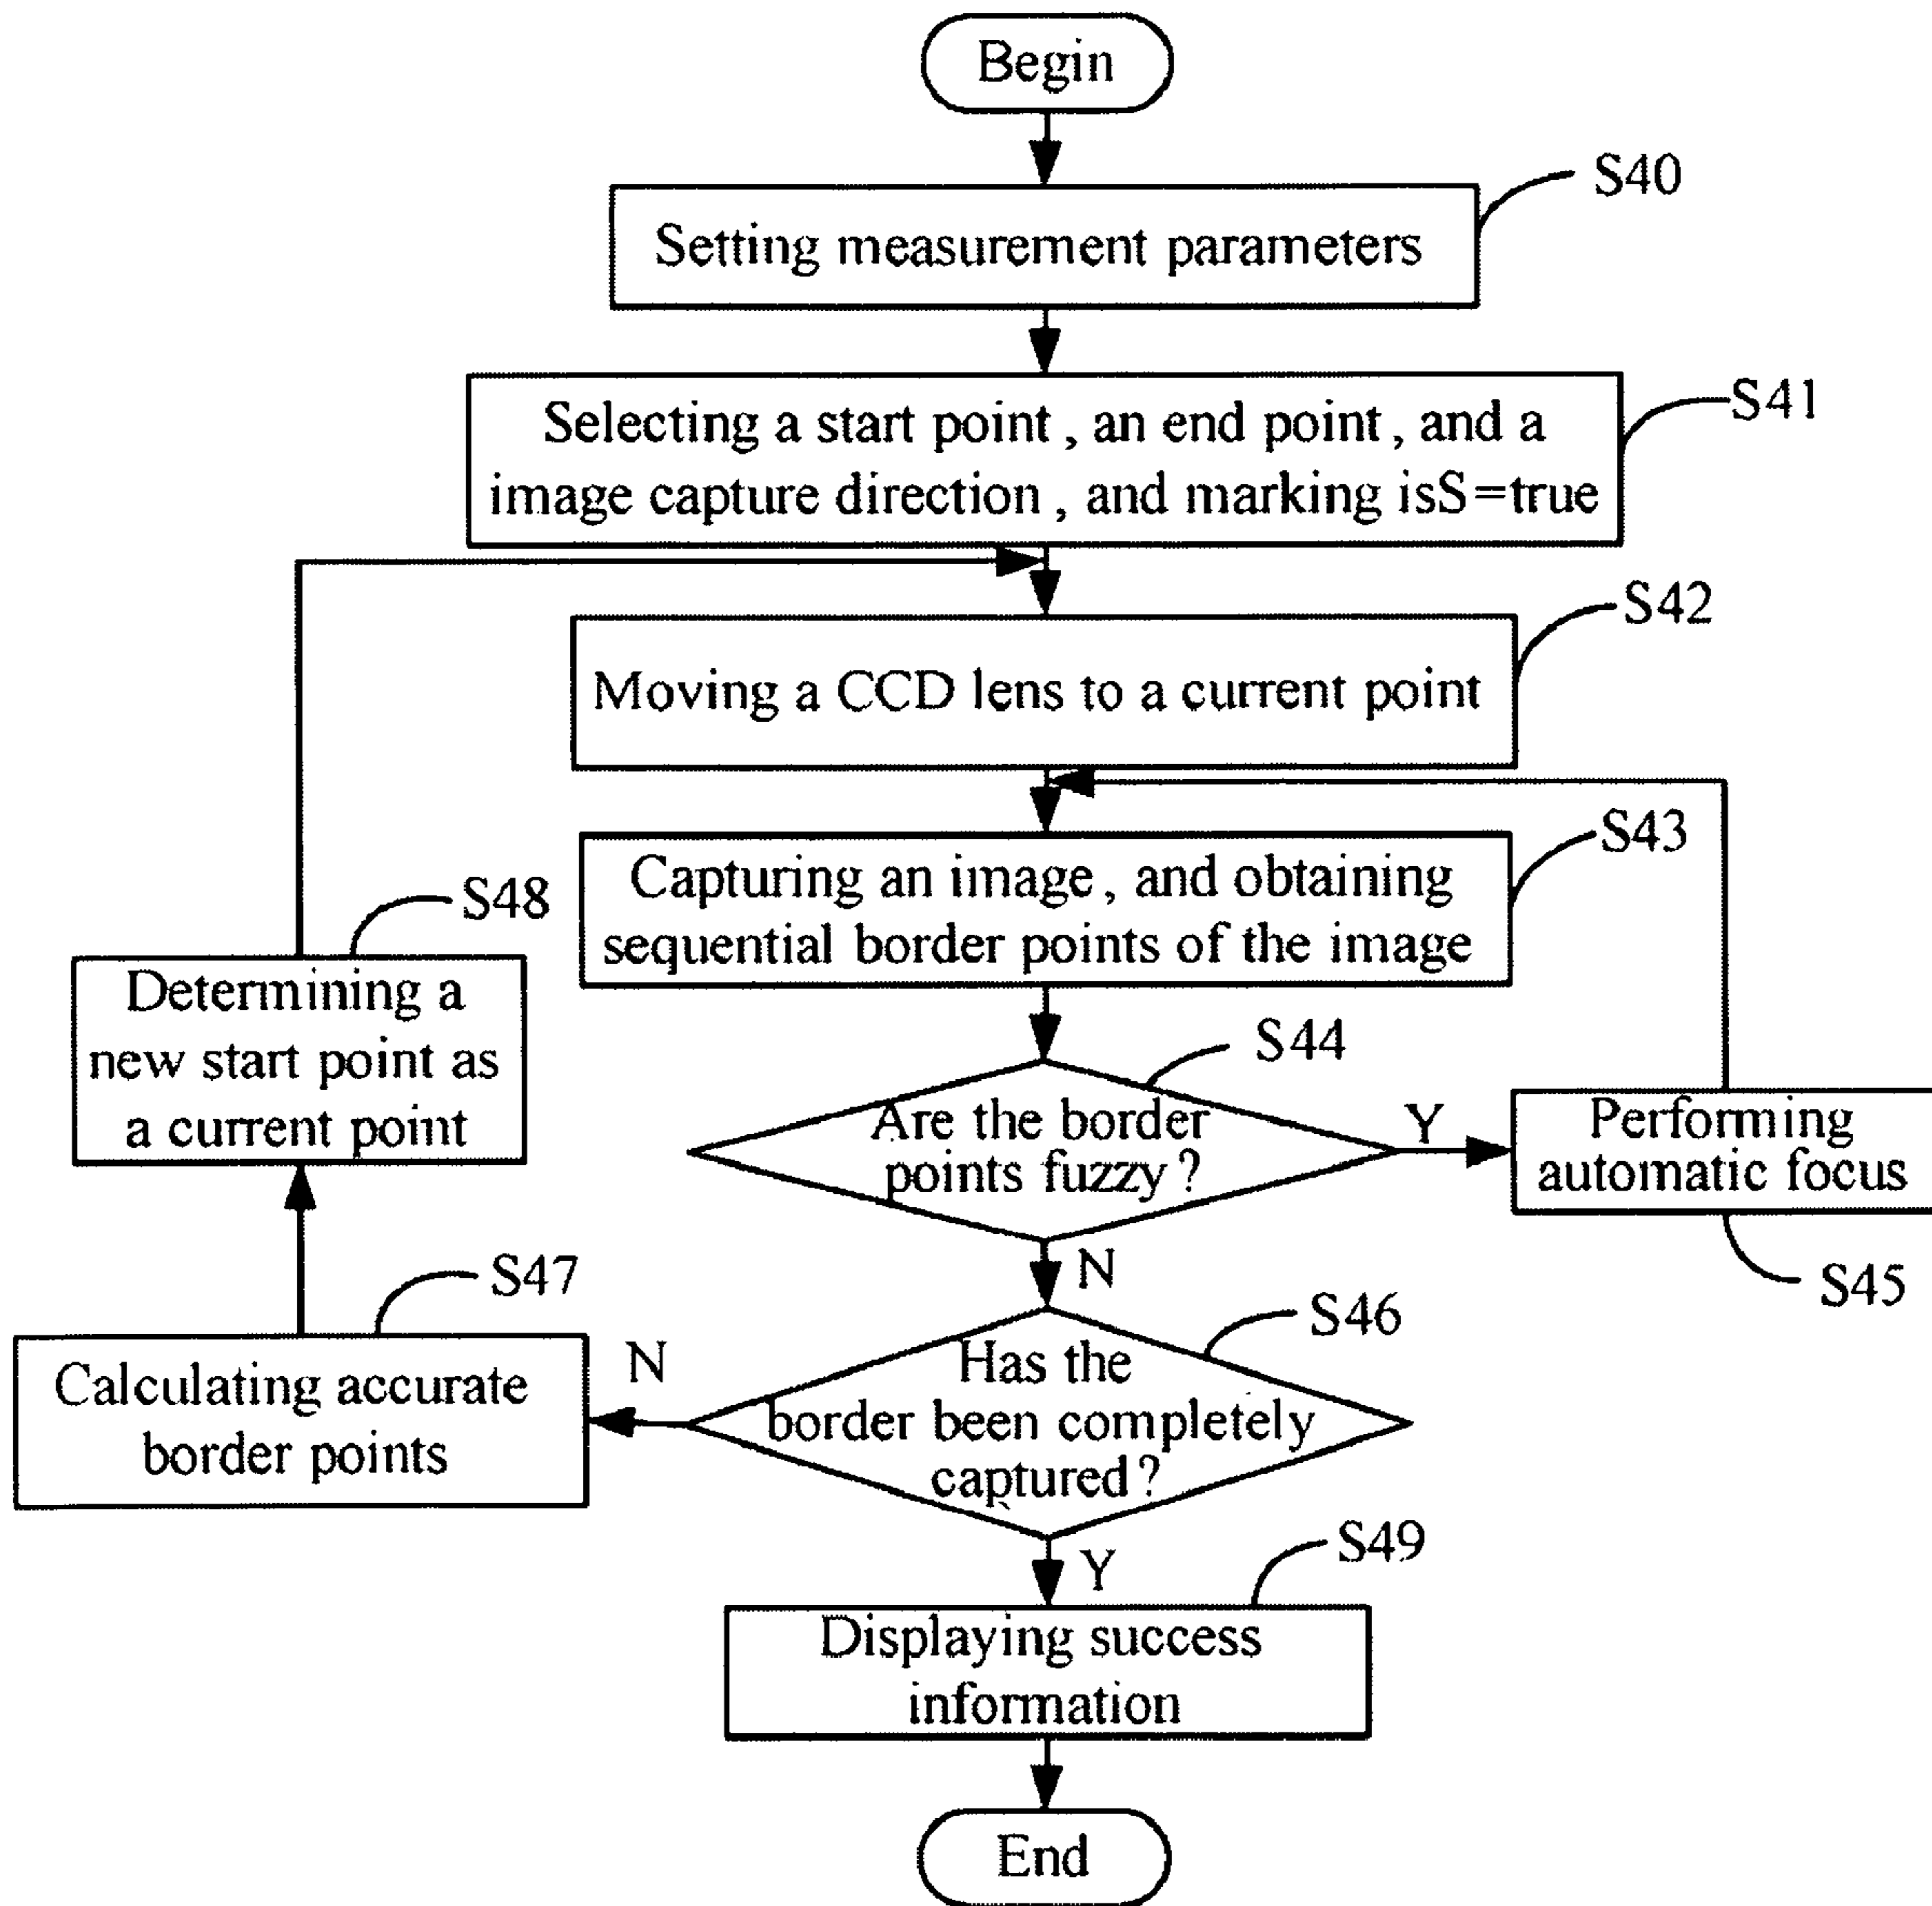 Begin
S40
Setting measurement parameters
S41
Selecting a start point, an end point, and a
image capture direction, and marking isS=true
S42
Moving a CCD lens to a current point
S43
Capturing an image, and obtaining
sequential border points of the image
S48
Determining a
new start point as
a current point
S44
Are the border
points fuzzy?
Y
Performing
automatic focus
S45
N
S47
Calculating accurate
border points
S46
N
Has the
border been completely
captured?
Y
S49
Displaying success
information
End